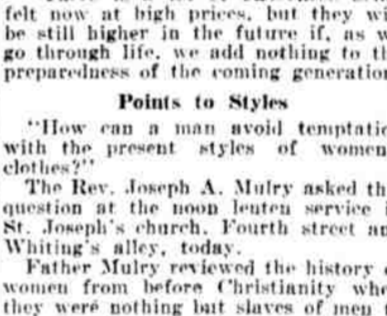 felt now at high prices, but they wi
be still higher in the future if, as w
go through life, we add nothing to th
preparedness of the coming generation
Points to Styles
"How can a man avoid temptatio
with the present styles of women
clothes?"
The Rev. Joseph A. Mulry asked th
question at the noon lenten service i
St. Joseph's church, Fourth street an
Whiting's alley, today.
Father Mulry reviewed the history o
women from before Christianity whe
they were nothing but slaves of men